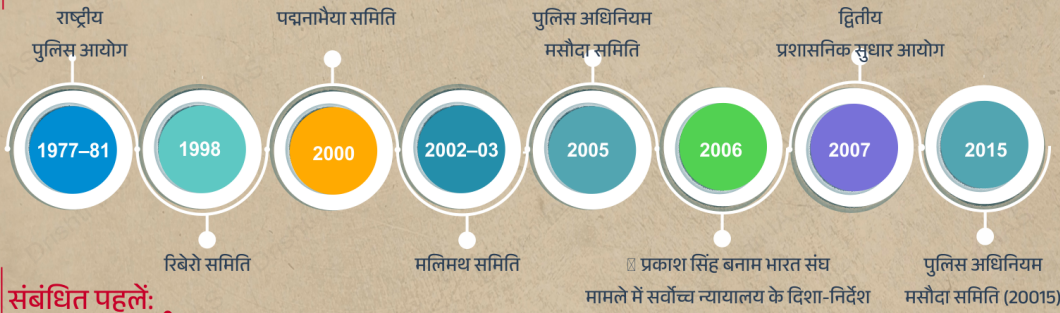 राष्ट्रीय
पुलिस आयोग
पद्मनाभैया समिति
पुलिस अधिनियम
मसौदा समिति
द्वितीय
प्रशासनिक सुधार आयोग
1977–81
1998
2000
2002–03
2005
2006
2007
2015
रिबेरो समिति
मलिमथ समिति
प्रकाश सिंह बनाम भारत संघ
मामले में सर्वोच्च न्यायालय के दिशा-निर्देश
पुलिस अधिनियम
मसौदा समिति (20015)
संबंधित पहलें: